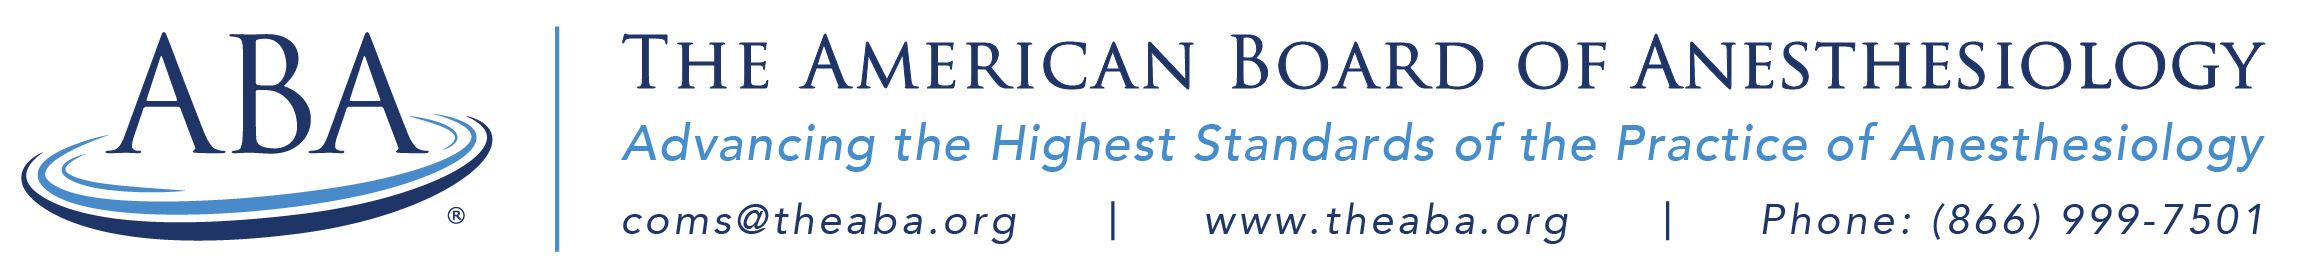 ABA
®
The American Board of Anesthesiology
Advancing the Highest Standards of the Practice of Anesthesiology
coms@theaba.org | www.theaba.org | Phone: (866) 999-7501